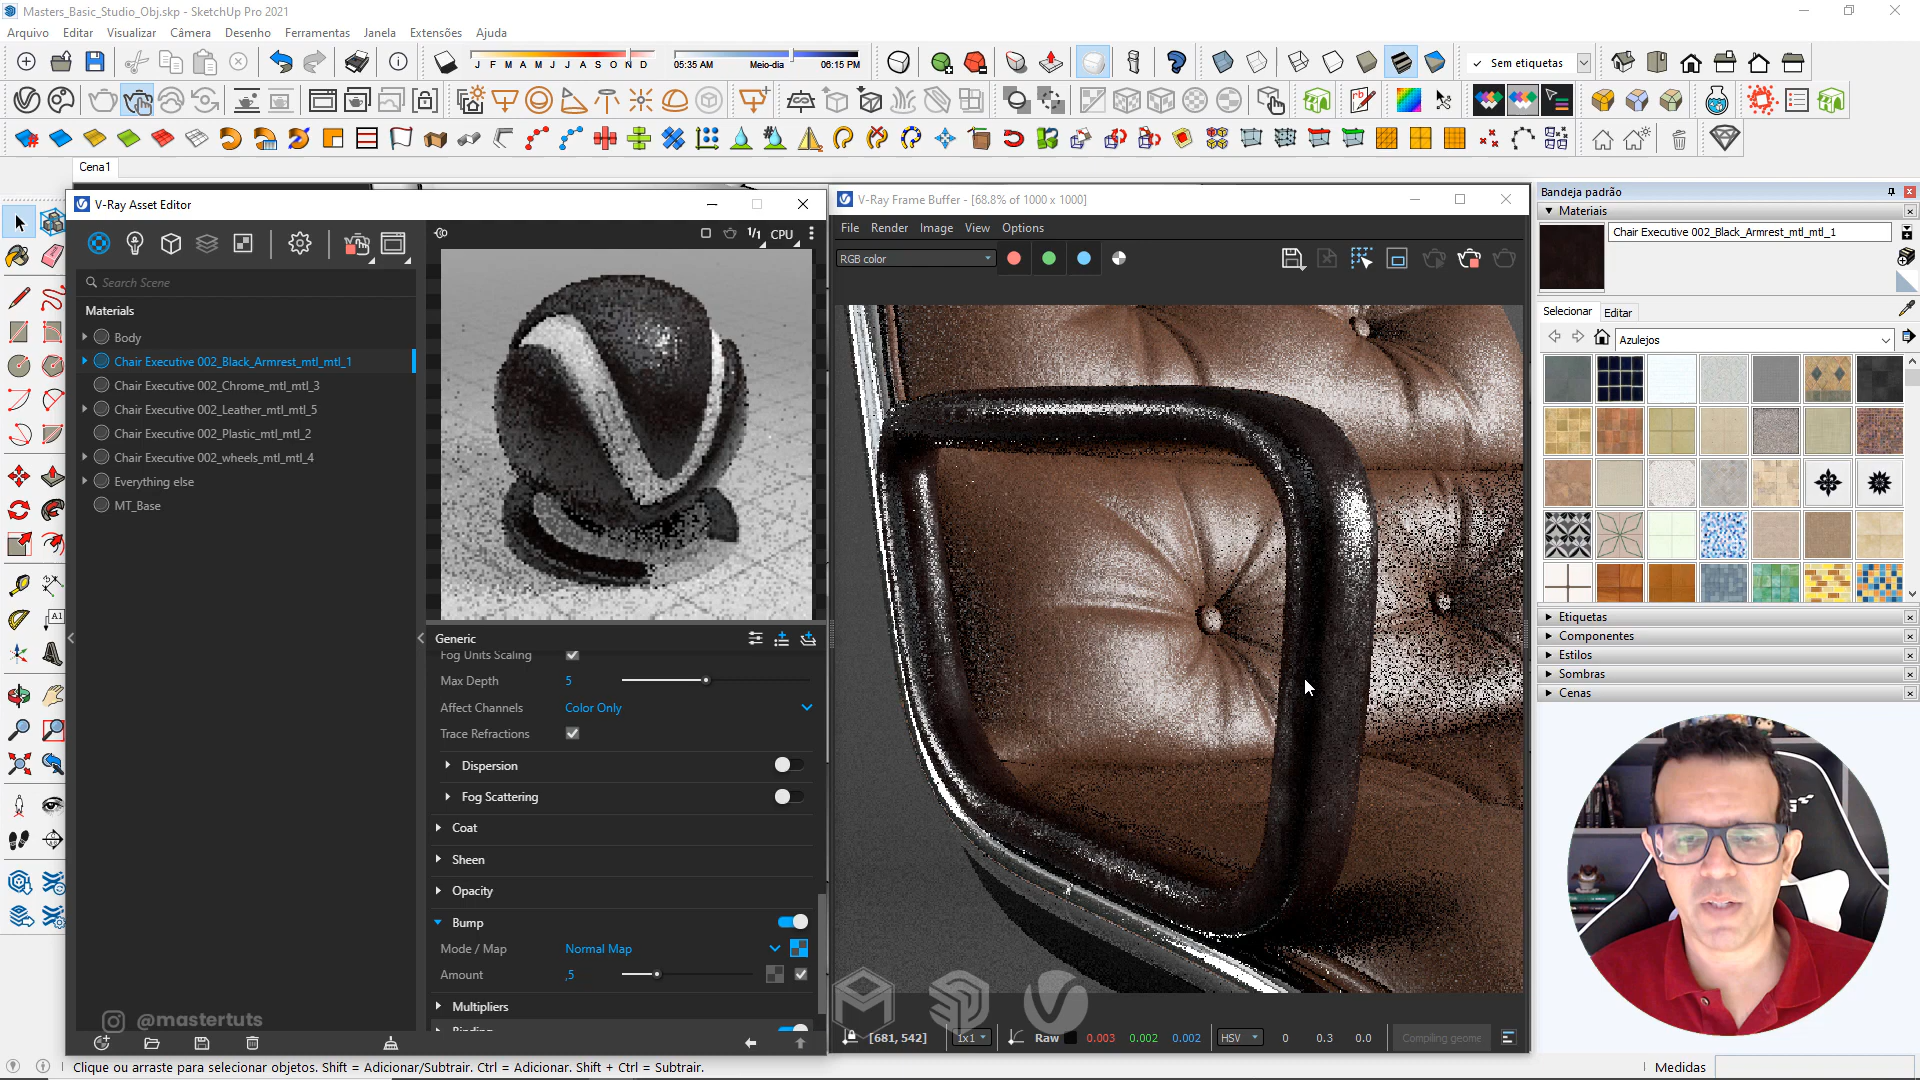 Masters_Basic_Studio_Obj.skp - SketchUp Pro 2021
Arquivo Editar Visualizar Câmera Desenho Ferramentas Janela Extensões Ajuda
J F M A M J J A S O N D
05:35 AM Meio-dia 06:15 PM
Sem etiquetas
Cena1
V-Ray Asset Editor
1/1 CPU
Search Scene
Materials
Body
Chair Executive 002_Black_Armrest_mtl_mtl_1
Chair Executive 002_Chrome_mtl_mtl_3
Chair Executive 002_Leather_mtl_mtl_5
Chair Executive 002_Plastic_mtl_mtl_2
Chair Executive 002_wheels_mtl_mtl_4
Everything else
MT_Base
@mastertuts
Generic
Fog Units Scaling
Max Depth 5
Affect Channels Color Only
Trace Refractions
Dispersion
Fog Scattering
Coat
Sheen
Opacity
Bump
Mode / Map Normal Map
Amount ,5
Multipliers
Binding
V-Ray Frame Buffer - [68.8% of 1000 x 1000]
File Render Image View Options
RGB color
[681, 542] 1x1 Raw 0.003 0.002 0.002 HSV 0 0.3 0.0 Compiling geome
Bandeja padrão
Materiais
Chair Executive 002_Black_Armrest_mtl_mtl_1
Selecionar Editar
Azulejos
Etiquetas
Componentes
Estilos
Sombras
Cenas
Clique ou arraste para selecionar objetos. Shift = Adicionar/Subtrair. Ctrl = Adicionar. Shift + Ctrl = Subtrair.
Medidas